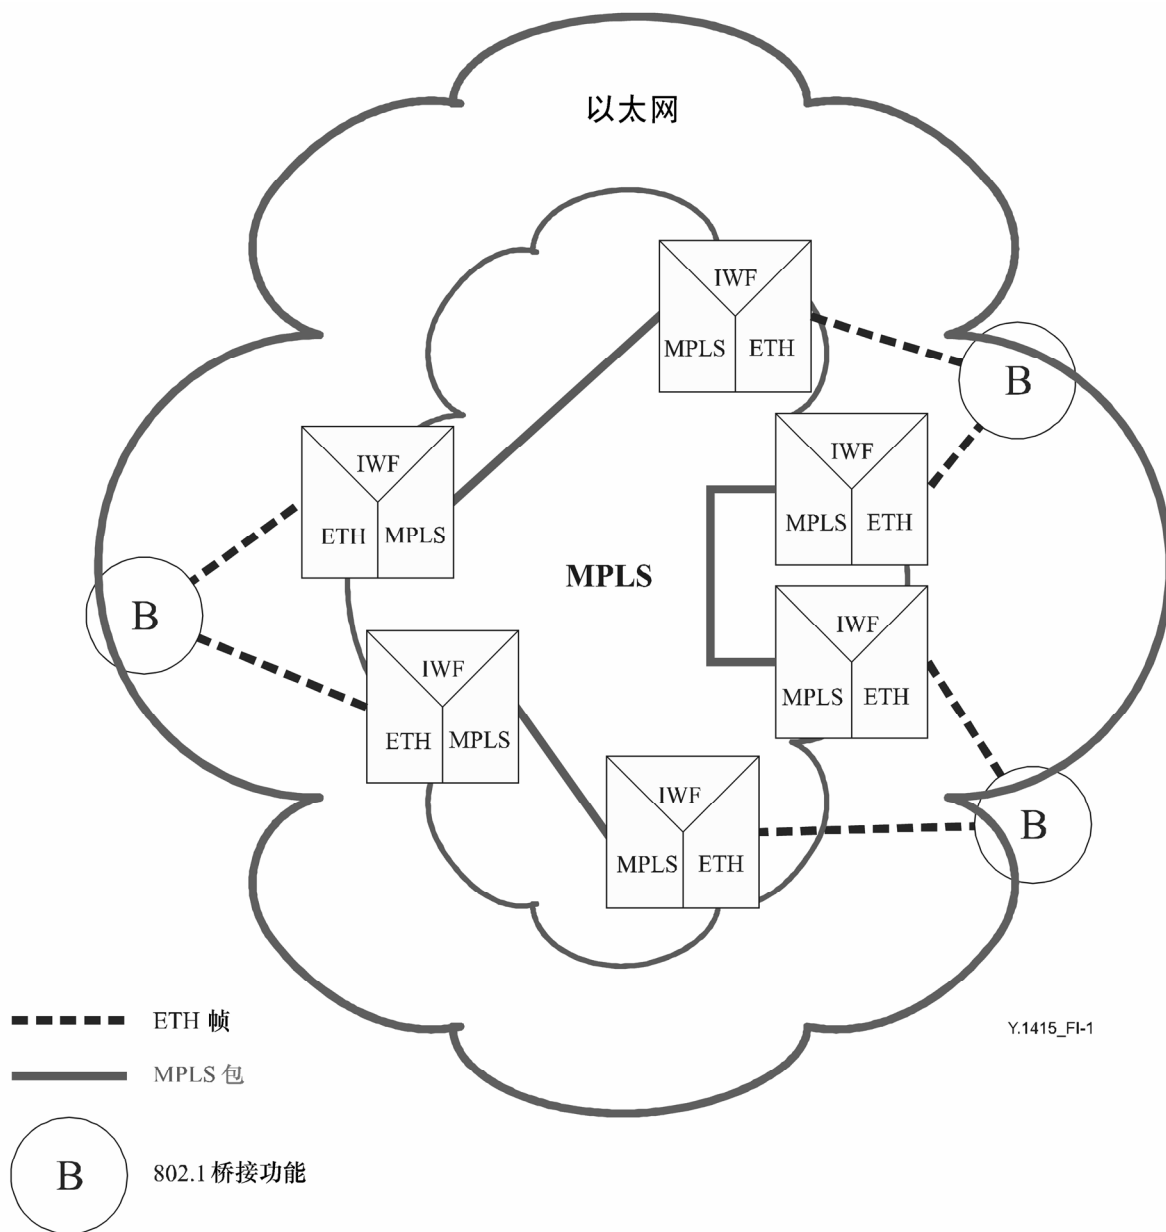 以太网
IWF
MPLS ETH
B
IWF
MPLS ETH
IWF
ETH MPLS
MPLS
B
IWF
MPLS ETH
IWF
ETH MPLS
IWF
MPLS ETH
B
ETH 帧
Y.1415_FI-1
MPLS 包
B
802.1 桥接功能